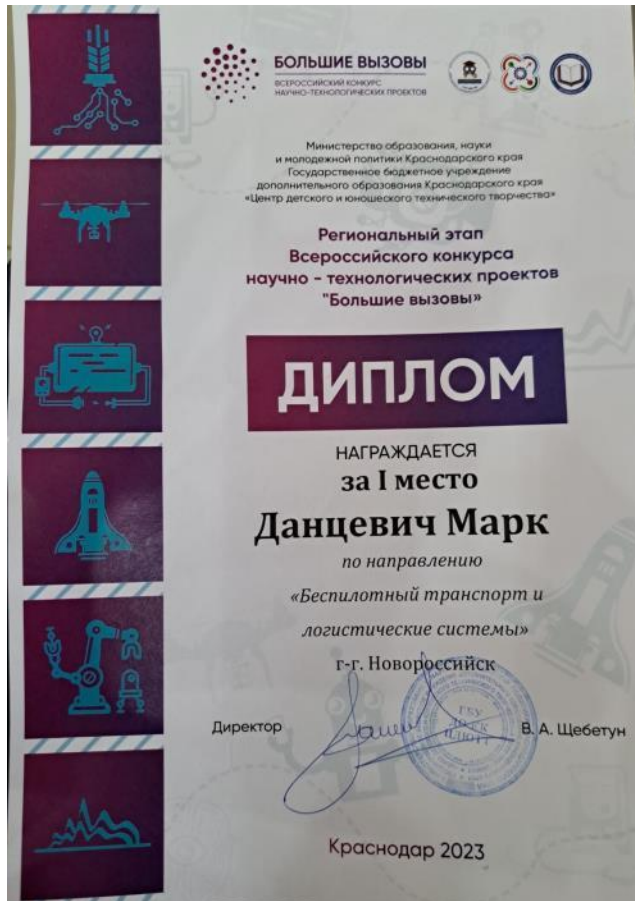 БОЛЬШИЕ ВЫЗОВЫ
ВСЕРОССИЙСКИЙ КОНКУРС
НАУЧНО-ТЕХНОЛОГИЧЕСКИХ ПРОЕКТОВ
Министерство образования, науки
и молодежной политики Краснодарского края
Государственное бюджетное учреждение
дополнительного образования Краснодарского края
«Центр детского и юношеского технического творчества»
Региональный этап
Всероссийского конкурса
научно - технологических проектов
"Большие вызовы»
ДИПЛОМ
НАГРАЖДАЕТСЯ
за I место
Данцевич Марк
по направлению
«Беспилотный транспорт и
логистические системы»
г-г. Новороссийск
Директор
В. А. Щебетун
ГБУ
Краснодар 2023